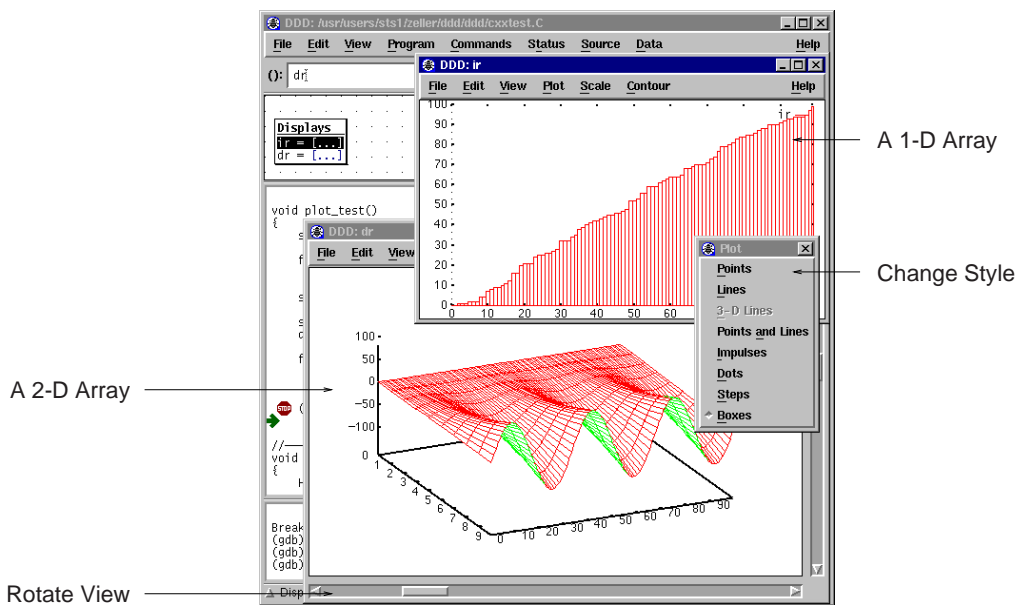 DDD: /usr/users/sts1/zeller/ddd/ddd/cxxtest.C
File Edit View Program Commands Status Source Data Help
(): dr
DDD: ir
File Edit View Plot Scale Contour Help
Displays
ir = [...]
dr = [...]
100
90
80
70
60
50
40
30
20
10
0
0 10 20 30 40 50 60
ir
A 1-D Array
void plot_test()
{
DDD: dr
File Edit View
Plot
Points
Lines
3-D Lines
Points and Lines
Impulses
Dots
Steps
Boxes
Change Style
100
50
0
-50
-100
0
1
2
3
4
5
6
7
8
9
0 10 20 30 40 50 60 70 80 90
A 2-D Array
STOP
(
//
void
{
Break
(gdb)
(gdb)
(gdb)
Disp
Rotate View